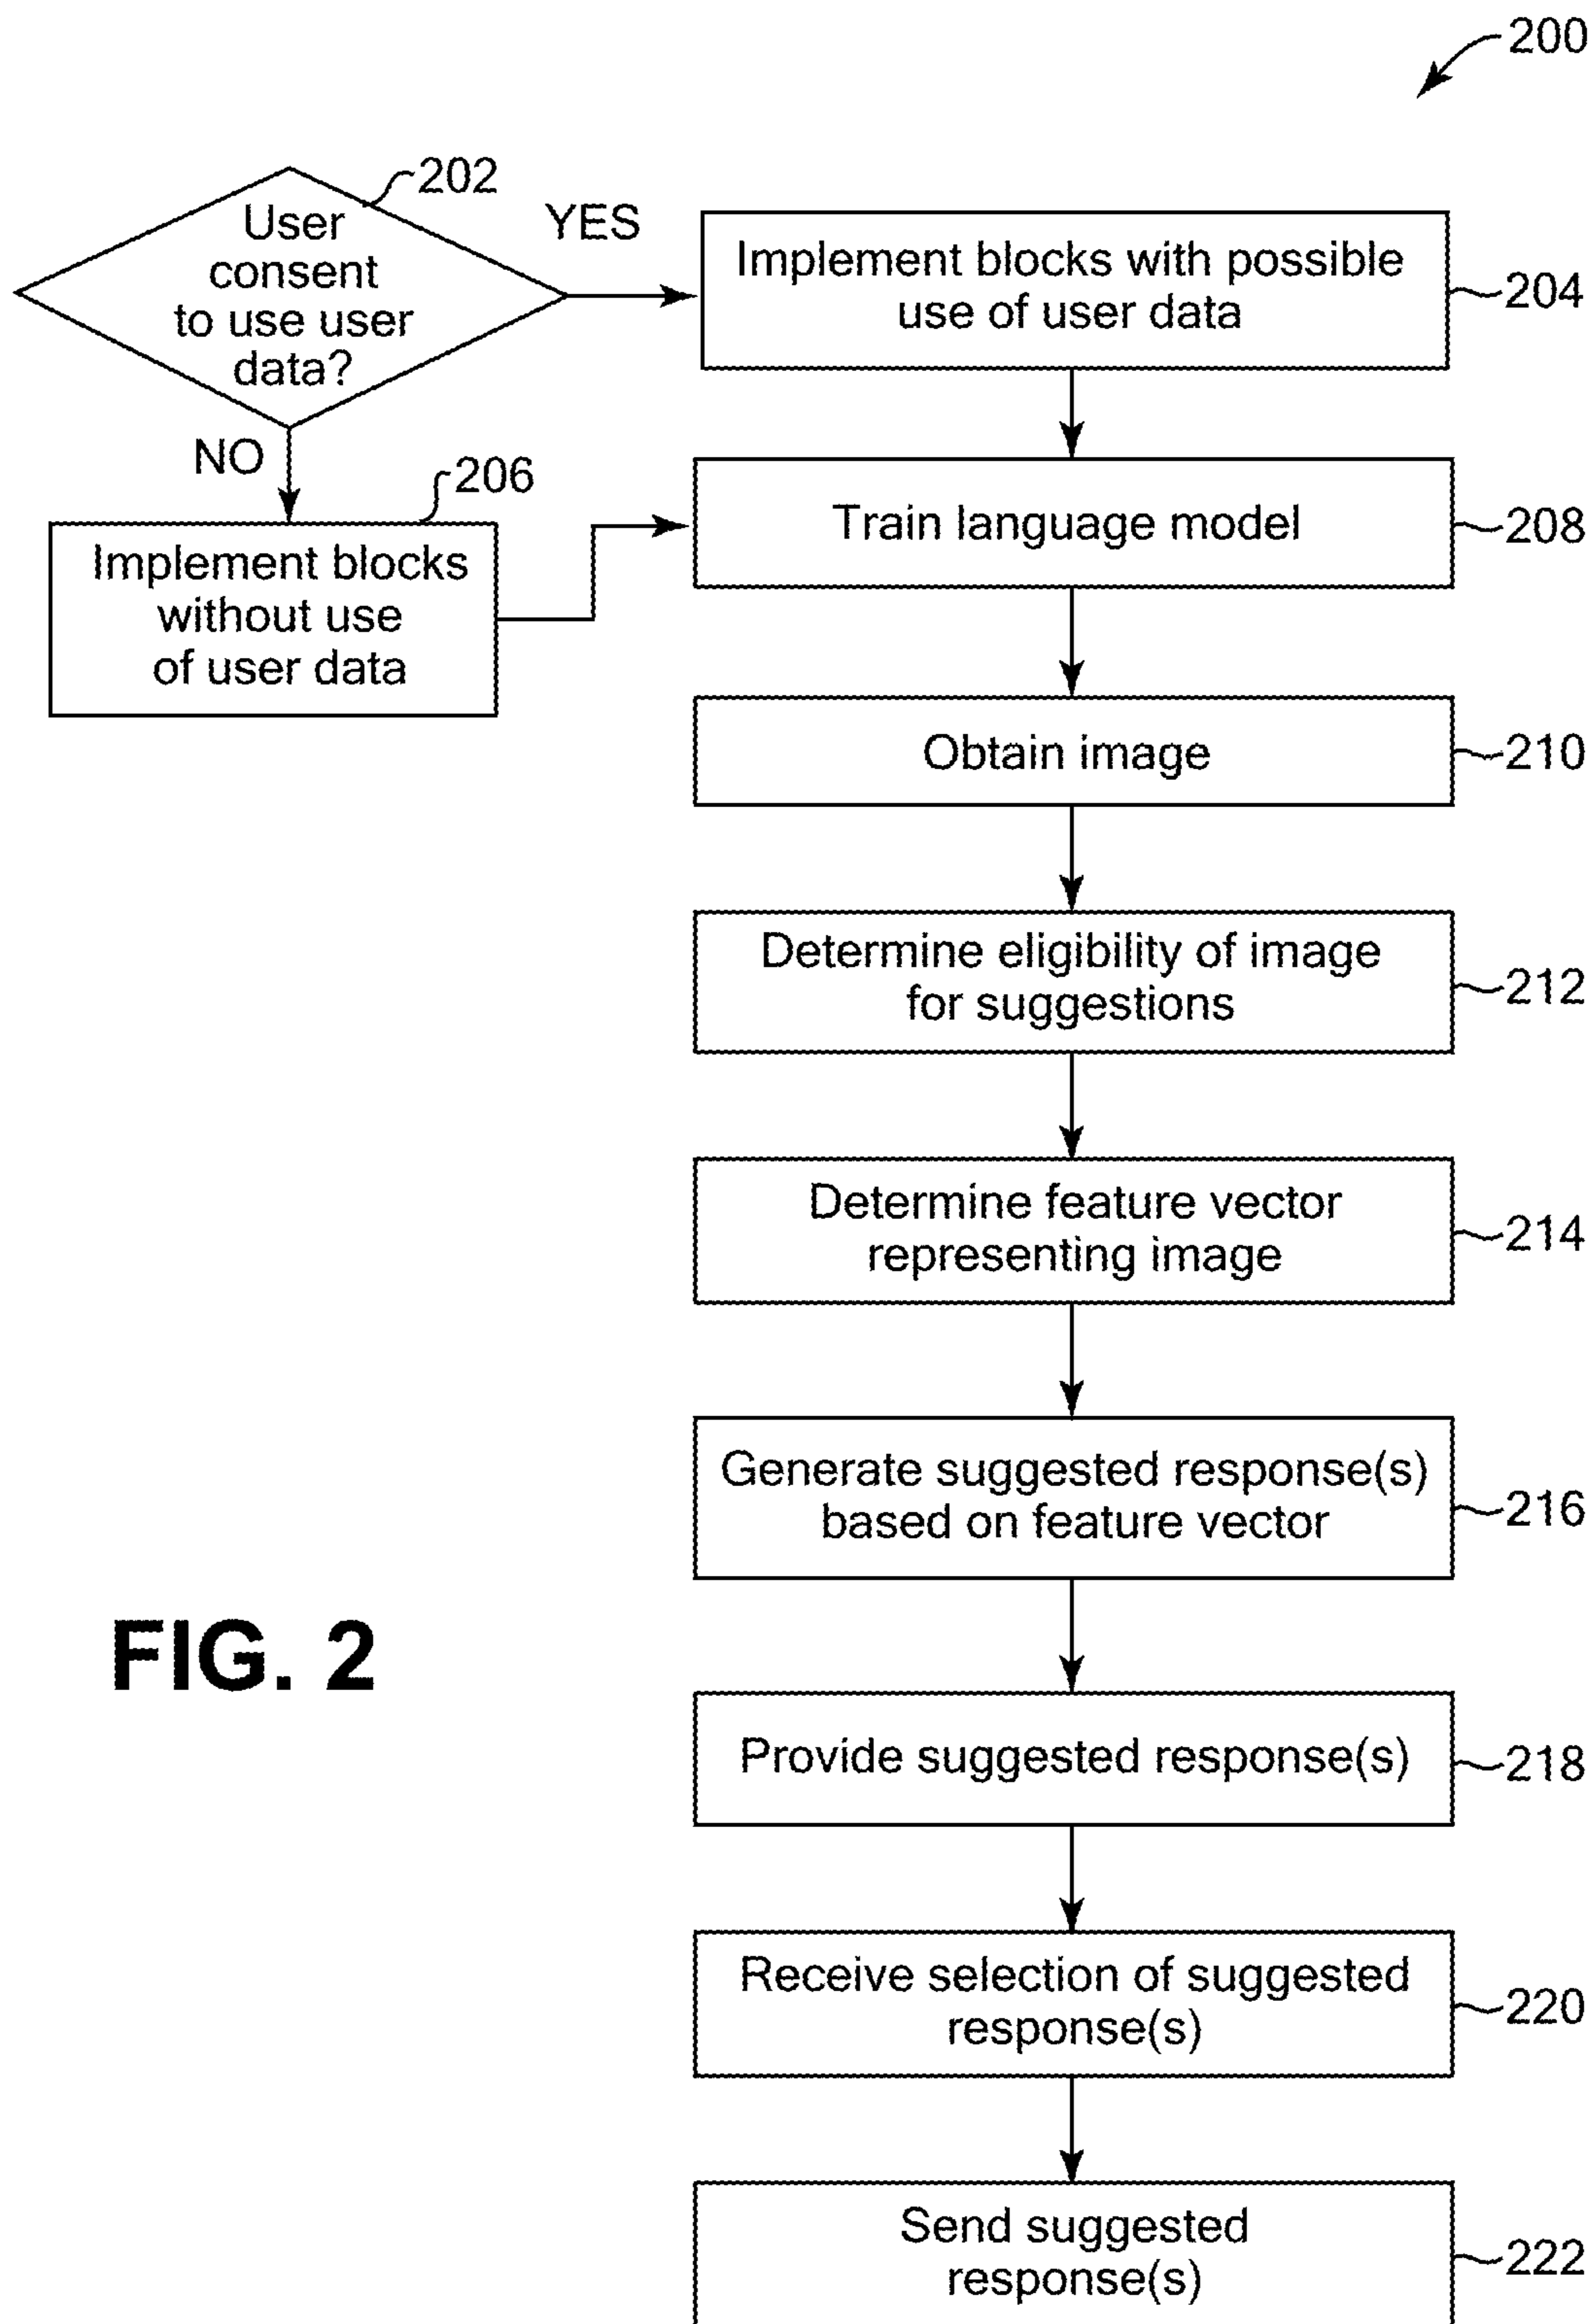 200
202
User
consent
to use user
data?
YES
Implement blocks with possible
use of user data
204
NO
206
Implement blocks
without use
of user data
Train language model
208
Obtain image
210
Determine eligibility of image
for suggestions
212
Determine feature vector
representing image
214
Generate suggested response(s)
based on feature vector
216
FIG. 2
Provide suggested response(s)
218
Receive selection of suggested
response(s)
220
Send suggested
response(s)
222